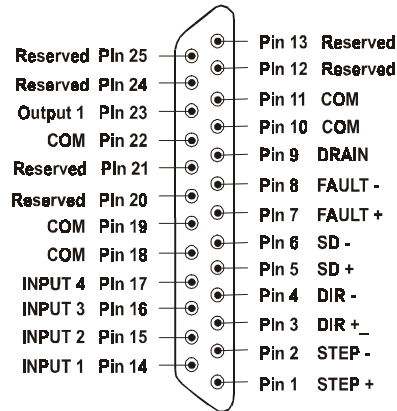 Reserved PIn 25
Reserved PIn 24
Output 1 Pin 23
COM Pin 22
Reserved PIn 21
Reserved PIn 20
COM Pin 19
COM Pin 18
INPUT 4 PIn 17
INPUT 3 PIn 16
INPUT 2 PIn 15
INPUT 1 PIn 14
Pin 13 Reserved
Pin 12 Reserved
Pin 11 COM
Pin 10 COM
Pin 9 DRAIN
Pin 8 FAULT -
Pin 7 FAULT +
Pin 6 SD -
Pin 5 SD +
Pin 4 DIR -
Pin 3 DIR +_
Pin 2 STEP -
Pin 1 STEP +